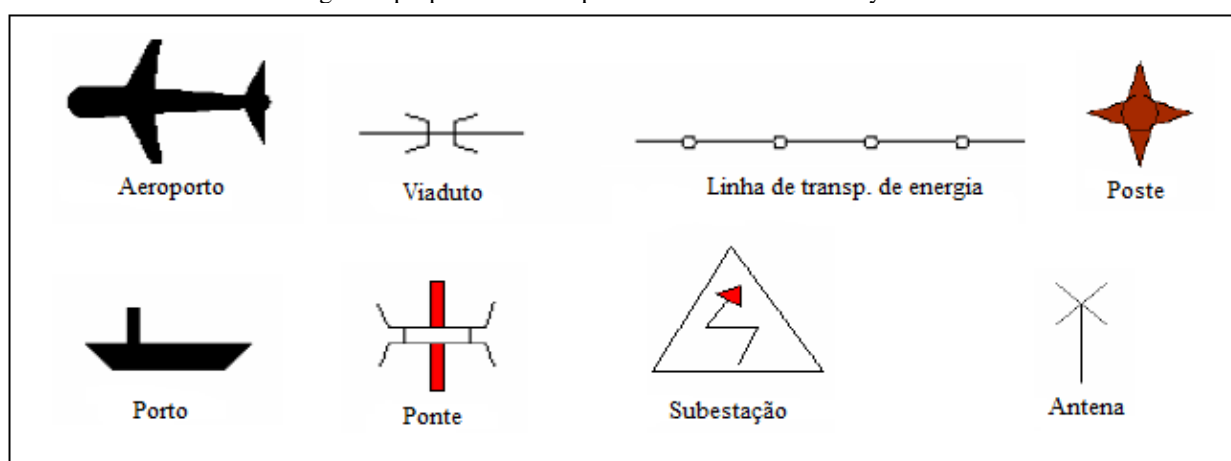 Aeroporto
Viaduto
Linha de transp. de energia
Poste
Porto
Ponte
Subestação
Antena